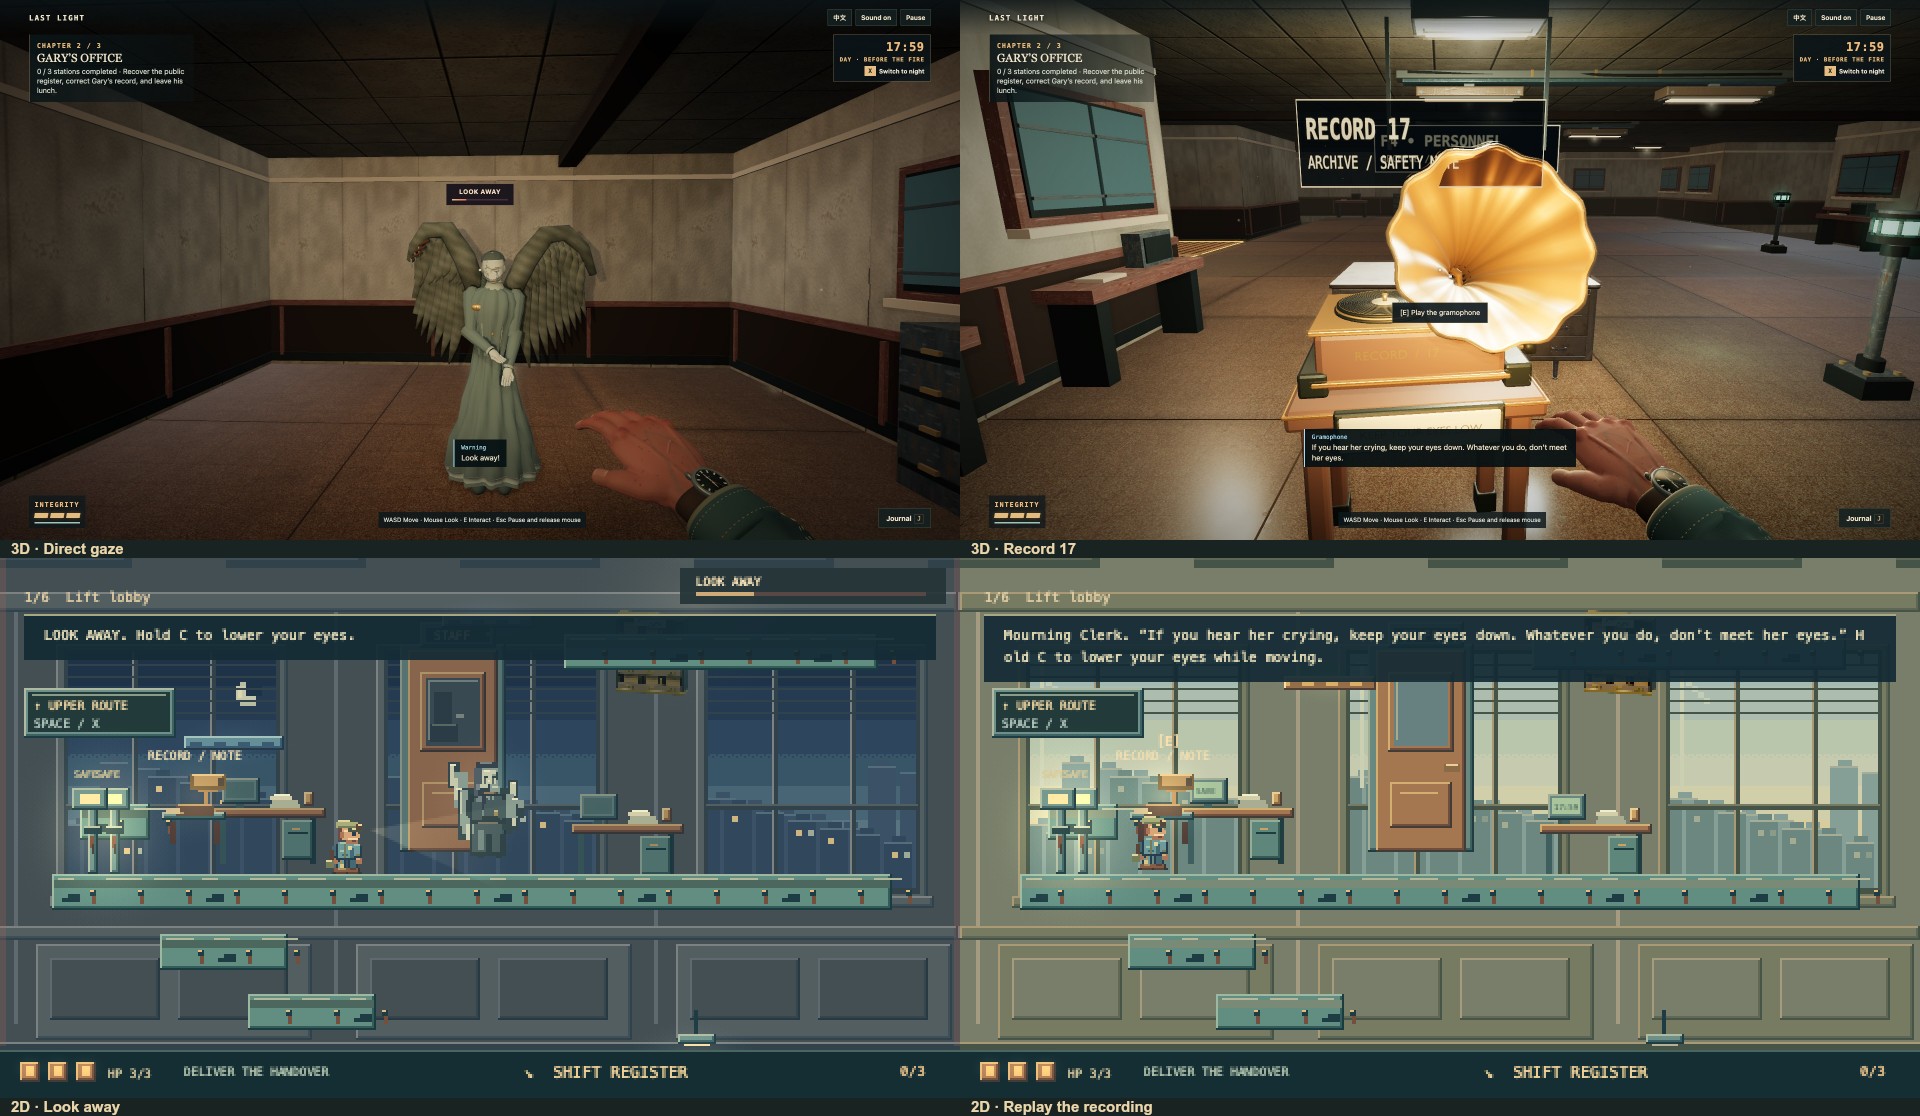 LAST LIGHT
中文
Sound on
Pause
CHAPTER 2 / 3
GARY'S OFFICE
0 / 3 stations completed · Recover the public
register, correct Gary's record, and leave his
lunch.
17:59
DAY · BEFORE THE FIRE
X Switch to night
LOOK AWAY
Warning
Look away!
INTEGRITY
WASD Move · Mouse Look · E Interact · Esc Pause and release mouse
Journal J
3D · Direct gaze
LAST LIGHT
中文
Sound on
Pause
CHAPTER 2 / 3
GARY'S OFFICE
0 / 3 stations completed · Recover the public
register, correct Gary's record, and leave his
lunch.
17:59
DAY · BEFORE THE FIRE
X Switch to night
RECORD 17
F4 • PERSONNEL
ARCHIVE / SAFETY NOTE
[E] Play the gramophone
Gramophone
If you hear her crying, keep your eyes down. Whatever you do, don't meet
her eyes.
INTEGRITY
WASD Move · Mouse Look · E Interact · Esc Pause and release mouse
Journal J
3D · Record 17
LOOK AWAY
1/6 Lift lobby
LOOK AWAY. Hold C to lower your eyes.
STAFF
↑ UPPER ROUTE
SPACE / X
RECORD / NOTE
SAFESAFE
HP 3/3
DELIVER THE HANDOVER
SHIFT REGISTER
0/3
2D · Look away
1/6 Lift lobby
Mourning Clerk. "If you hear her crying, keep your eyes down. Whatever you do, don't meet her eyes." H
old C to lower your eyes while moving.
↑ UPPER ROUTE
SPACE / X
[E]
RECORD / NOTE
SAFESAFE
17:59
HP 3/3
DELIVER THE HANDOVER
SHIFT REGISTER
0/3
2D · Replay the recording